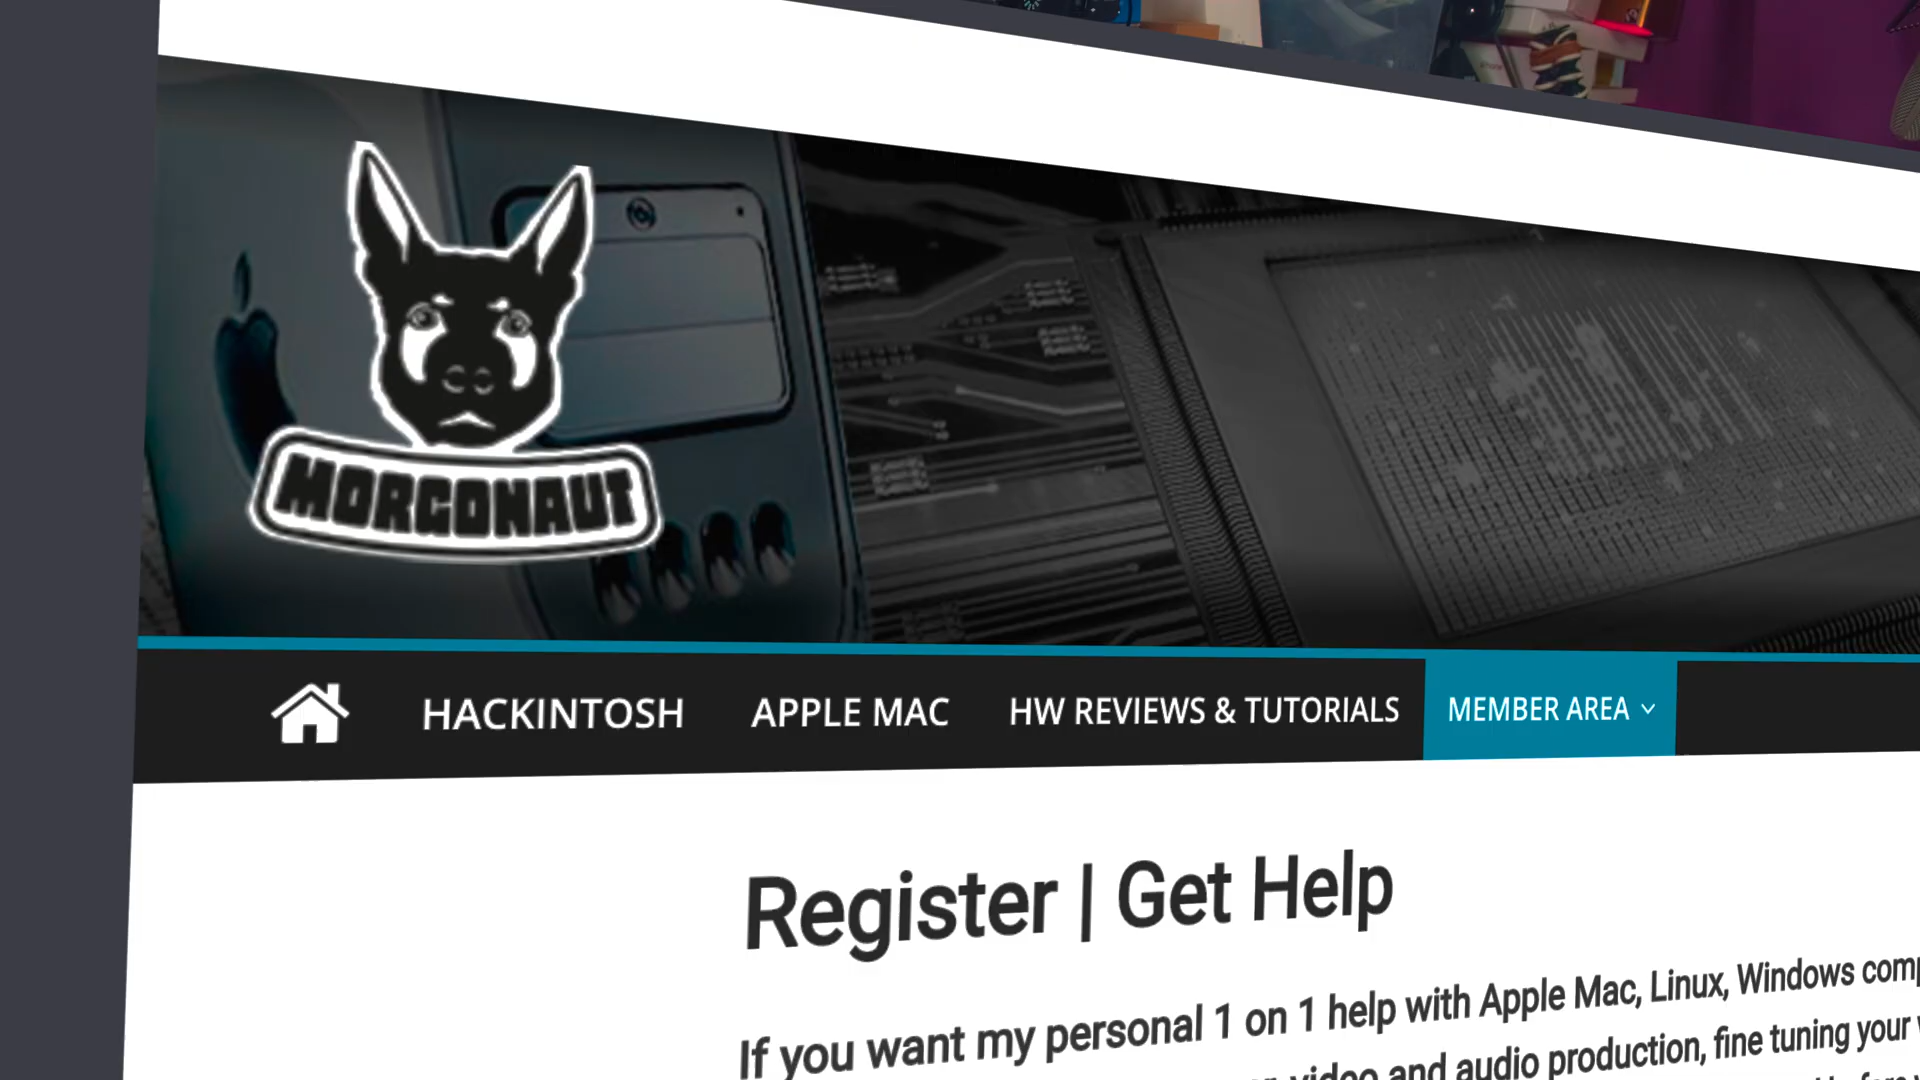 MORGONAUT
HACKINTOSH
APPLE MAC
HW REVIEWS & TUTORIALS
MEMBER AREA
Register | Get Help
If you want my personal 1 on 1 help with Apple Mac, Linux, Windows
video and audio production, fine tuning your